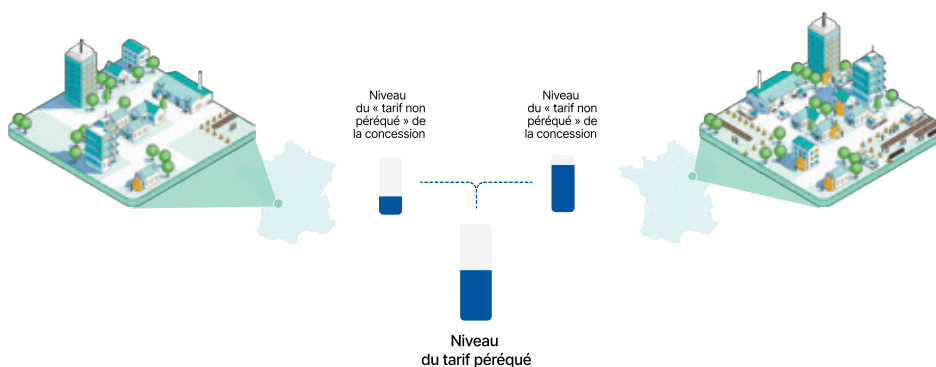 Niveau
du « tarif non
péréqué » de
la concession
Niveau
du « tarif non
péréqué » de
la concession
Niveau
du tarif péréqué